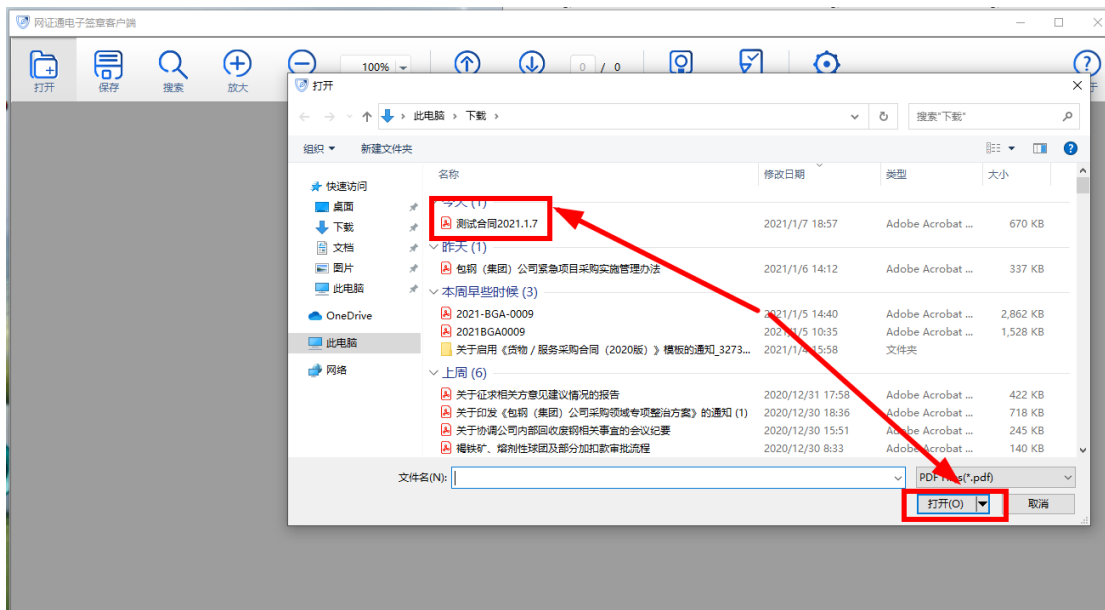 网证通电子签章客户端
打开 保存 搜索 放大 100% 0 / 0
打开
此电脑 › 下载 ›
搜索"下载"
组织 新建文件夹
名称 修改日期 类型 大小
快速访问
桌面
下载
文档
图片
此电脑
OneDrive
此电脑
网络
今天 (1)
测试合同2021.1.7 2021/1/7 18:57 Adobe Acrobat ... 670 KB
昨天 (1)
包钢（集团）公司紧急项目采购实施管理办法 2021/1/6 14:12 Adobe Acrobat ... 337 KB
本周早些时候 (3)
2021-BGA-0009 2021/1/5 14:40 Adobe Acrobat ... 2,862 KB
2021BGA0009 2021/1/5 10:35 Adobe Acrobat ... 1,528 KB
关于启用《货物 / 服务采购合同（2020版）》模板的通知_3273... 2021/1/4 15:58 文件夹
上周 (6)
关于征求相关方意见建议情况的报告 2020/12/31 17:58 Adobe Acrobat ... 422 KB
关于印发《包钢（集团）公司采购领域专项整治方案》的通知 (1) 2020/12/30 18:36 Adobe Acrobat ... 718 KB
关于协调公司内部回收废钢相关事宜的会议纪要 2020/12/30 15:51 Adobe Acrobat ... 245 KB
褐铁矿、熔剂性球团及部分加扣款审批流程 2020/12/30 8:33 Adobe Acrobat ... 140 KB
文件名(N): PDF Files(*.pdf)
打开(O) 取消